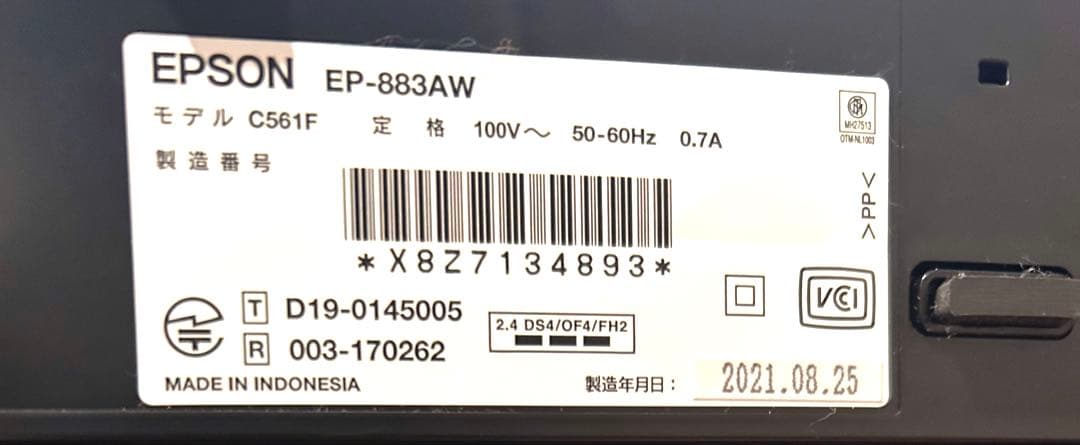 EPSON EP-883AW
モデル C561F 定格 100V～ 50-60Hz 0.7A
MH27513
OTM-NL1003
製造番号
>PP<
*X8Z7134893*
VCCI
T D19-0145005
R 003-170262
2.4 DS4/OF4/FH2
MADE IN INDONESIA
製造年月日： 2021.08.25